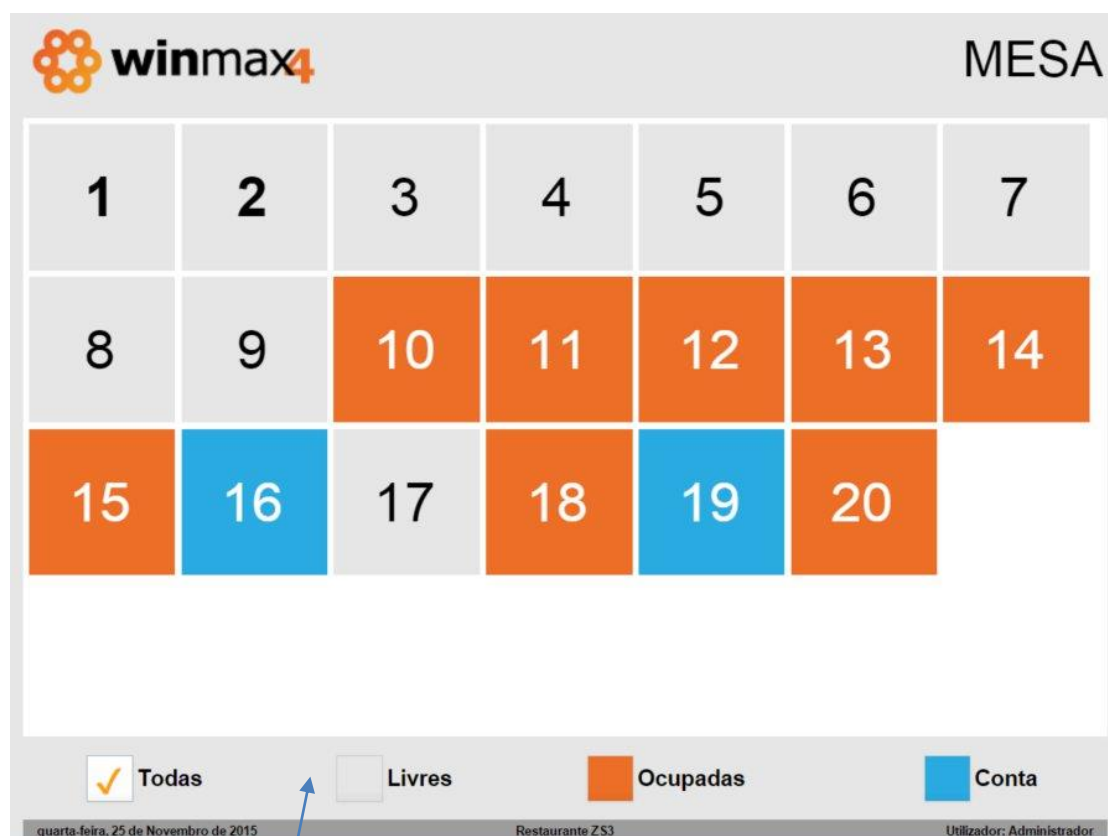 winmax4
MESA
1 2 3 4 5 6 7
8 9 10 11 12 13 14
15 16 17 18 19 20
Todas Livres Ocupadas Conta
quarta-feira, 25 de Novembro de 2015 Restaurante ZS3 Utilizador: Administrador